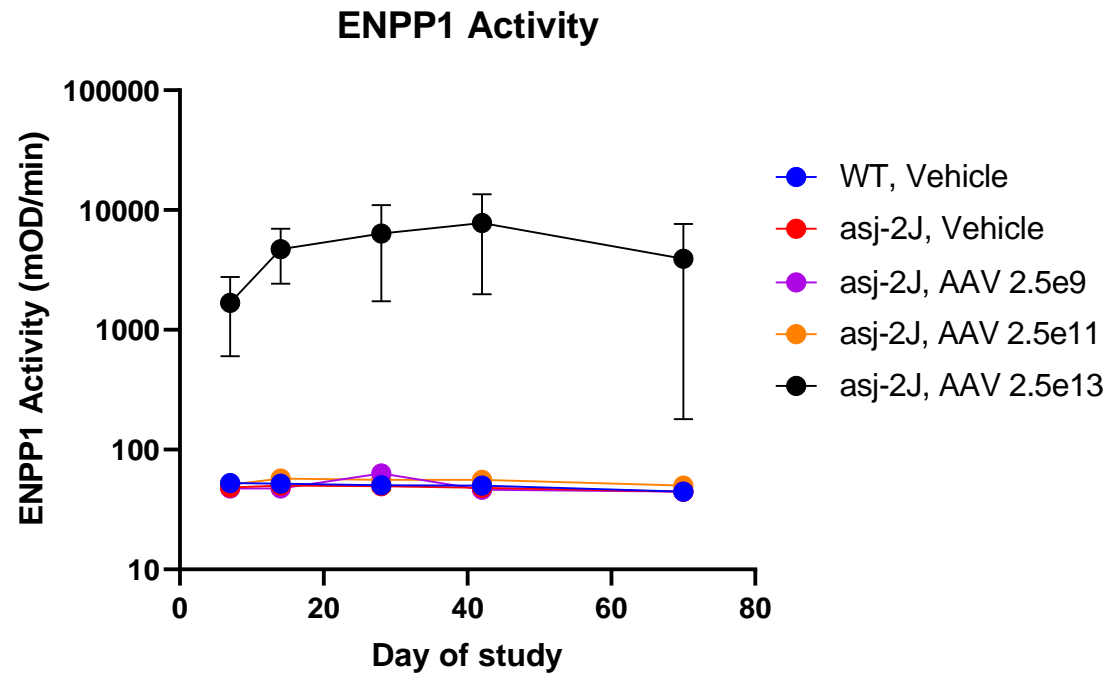 ENPP1 Activity
ENPP1 Activity (mOD/min)
100000
10000
1000
100
10
0
20
40
60
80
Day of study
WT, Vehicle
asj-2J, Vehicle
asj-2J, AAV 2.5e9
asj-2J, AAV 2.5e11
asj-2J, AAV 2.5e13